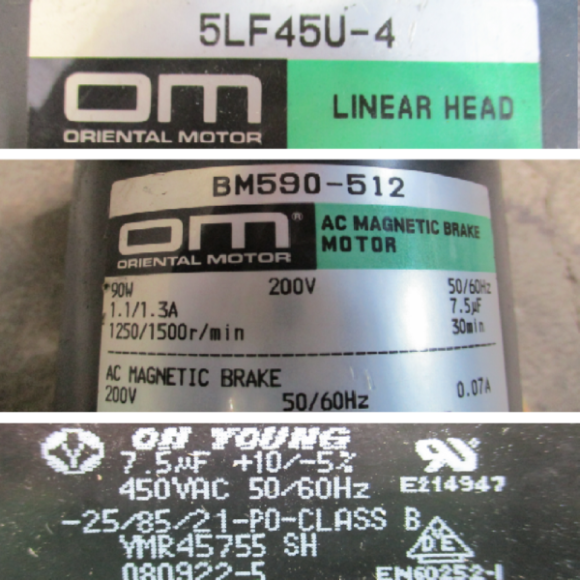 5LF45U-4
om
ORIENTAL MOTOR
LINEAR HEAD
BM590-512
om®
ORIENTAL MOTOR
AC MAGNETIC BRAKE
MOTOR
90W 200V 50/60Hz
1.1/1.3A 7.5μF
1250/1500r/min 30min
AC MAGNETIC BRAKE
200V 50/60Hz 0.07A
Y
ON YOUNG
7.5μF +10/-5%
450VAC 50/60Hz
E214947
-25/85/21-PO-CLASS B
YMR45755 SH
080922-5
EN60252-1